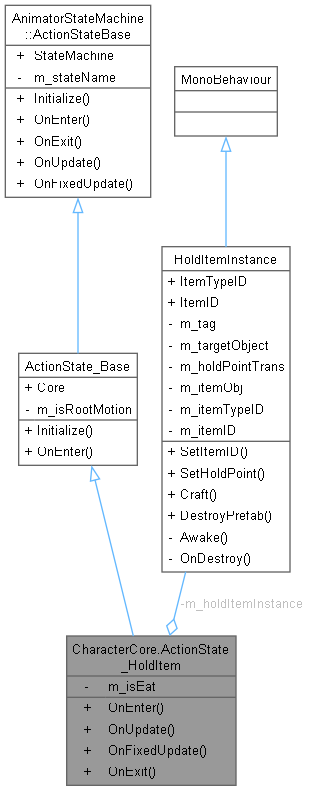 AnimatorStateMachine
::ActionStateBase
+ StateMachine
- m_stateName
+ Initialize()
+ OnEnter()
+ OnExit()
+ OnUpdate()
+ OnFixedUpdate()
MonoBehaviour
HoldItemInstance
+ ItemTypeID
+ ItemID
- m_tag
- m_targetObject
- m_holdPointTrans
- m_itemObj
- m_itemTypeID
- m_itemID
+ SetItemID()
+ SetHoldPoint()
+ Craft()
+ DestroyPrefab()
- Awake()
- OnDestroy()
ActionState_Base
+ Core
- m_isRootMotion
+ Initialize()
+ OnEnter()
-m_holdItemInstance
CharacterCore.ActionState
_HoldItem
- m_isEat
+ OnEnter()
+ OnUpdate()
+ OnFixedUpdate()
+ OnExit()